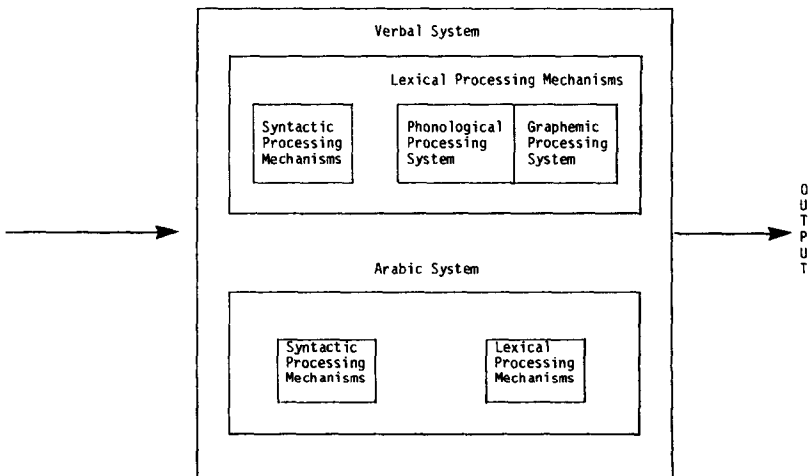 Verbal System
Lexical Processing Mechanisms
Syntactic
Processing
Mechanisms
Phonological
Processing
System
Graphemic
Processing
System
OUTPUT
Arabic System
Syntactic
Processing
Mechanisms
Lexical
Processing
Mechanisms